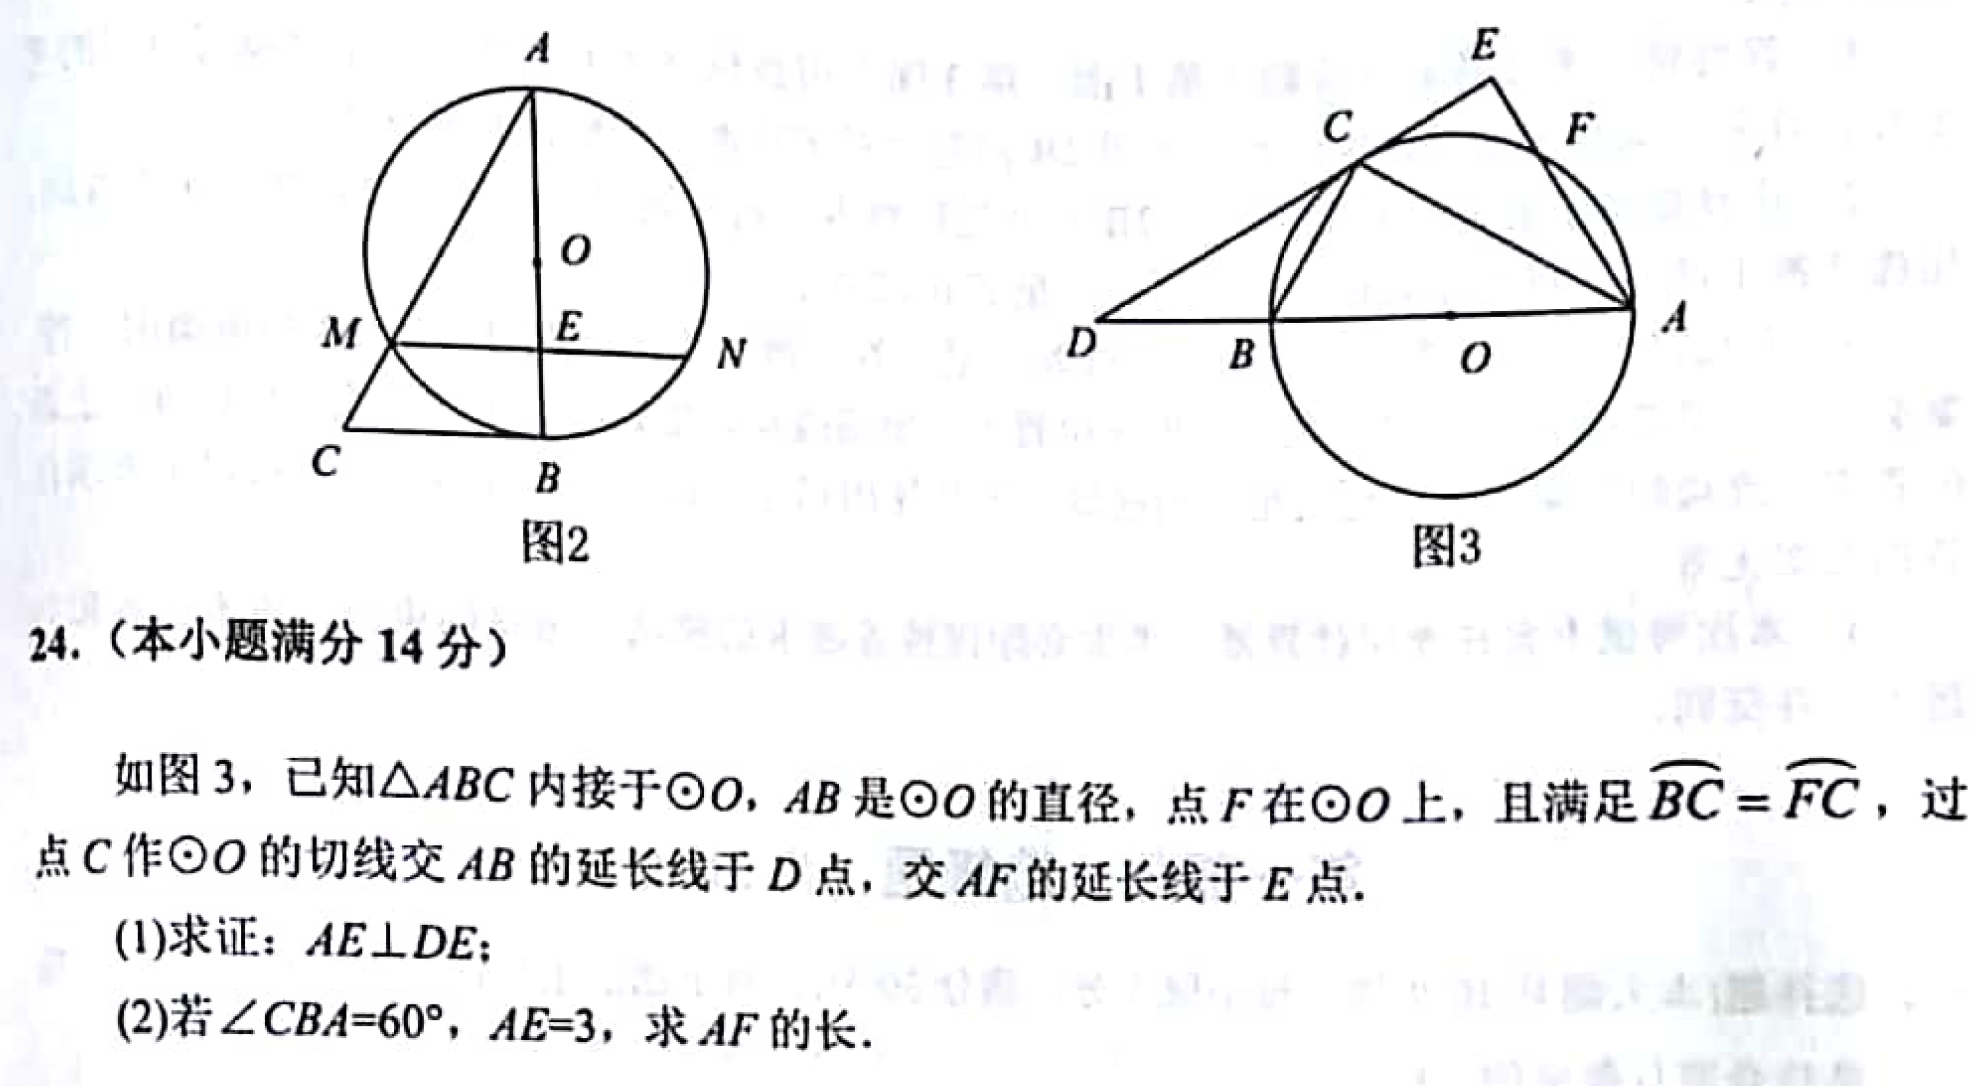 A
O
M
E
N
C
B
图2
E
C
F
D
B
O
A
图3
24.（本小题满分 14 分）
如图 3，已知△ABC 内接于⊙O，AB 是⊙O 的直径，点 F 在⊙O 上，且满足 $\overset{\frown}{BC}=\overset{\frown}{FC}$，过
点 C 作⊙O 的切线交 AB 的延长线于 D 点，交 AF 的延长线于 E 点.
(1)求证：AE⊥DE;
(2)若∠CBA=60°，AE=3，求 AF 的长.